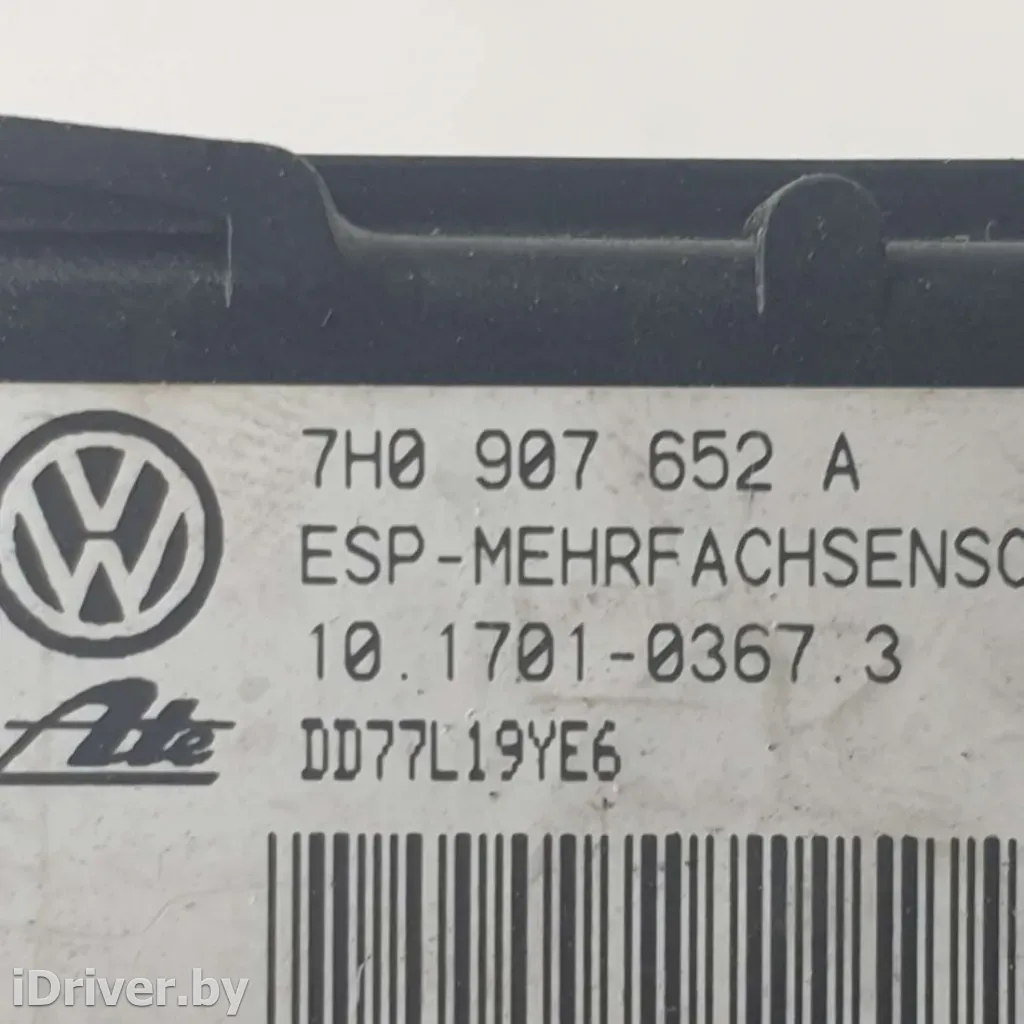 7H0 907 652 A
ESP-MEHRFACHSENSO
10.1701-0367.3
Ate
DD77L19YE6
iDriver.by